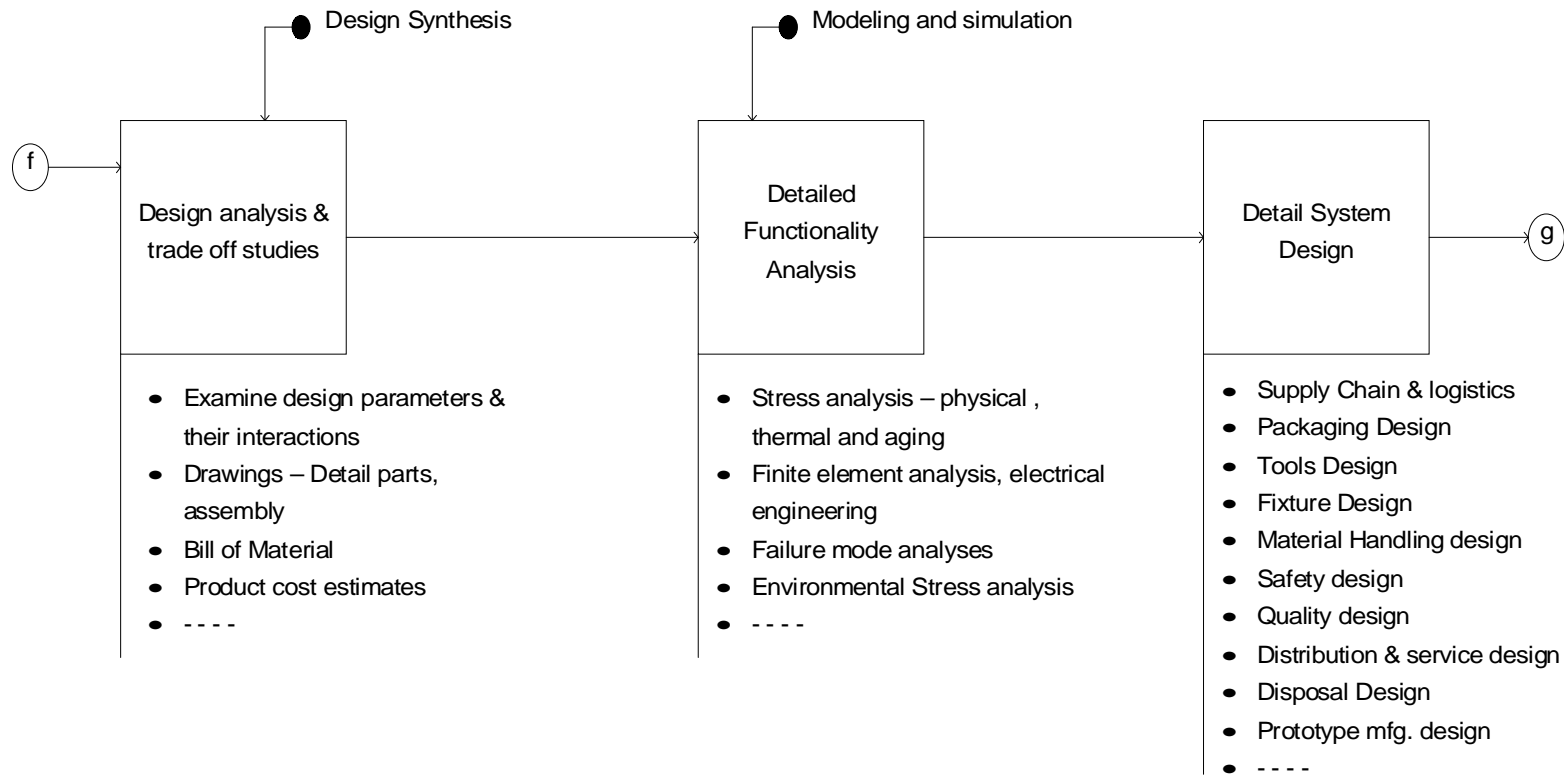 Design Synthesis
Modeling and simulation
f
Design analysis &
trade off studies
Detailed
Functionality
Analysis
Detail System
Design
g
• Examine design parameters &
their interactions
• Drawings – Detail parts,
assembly
• Bill of Material
• Product cost estimates
• - - - -
• Stress analysis – physical ,
thermal and aging
• Finite element analysis, electrical
engineering
• Failure mode analyses
• Environmental Stress analysis
• - - - -
• Supply Chain & logistics
• Packaging Design
• Tools Design
• Fixture Design
• Material Handling design
• Safety design
• Quality design
• Distribution & service design
• Disposal Design
• Prototype mfg. design
• - - - -